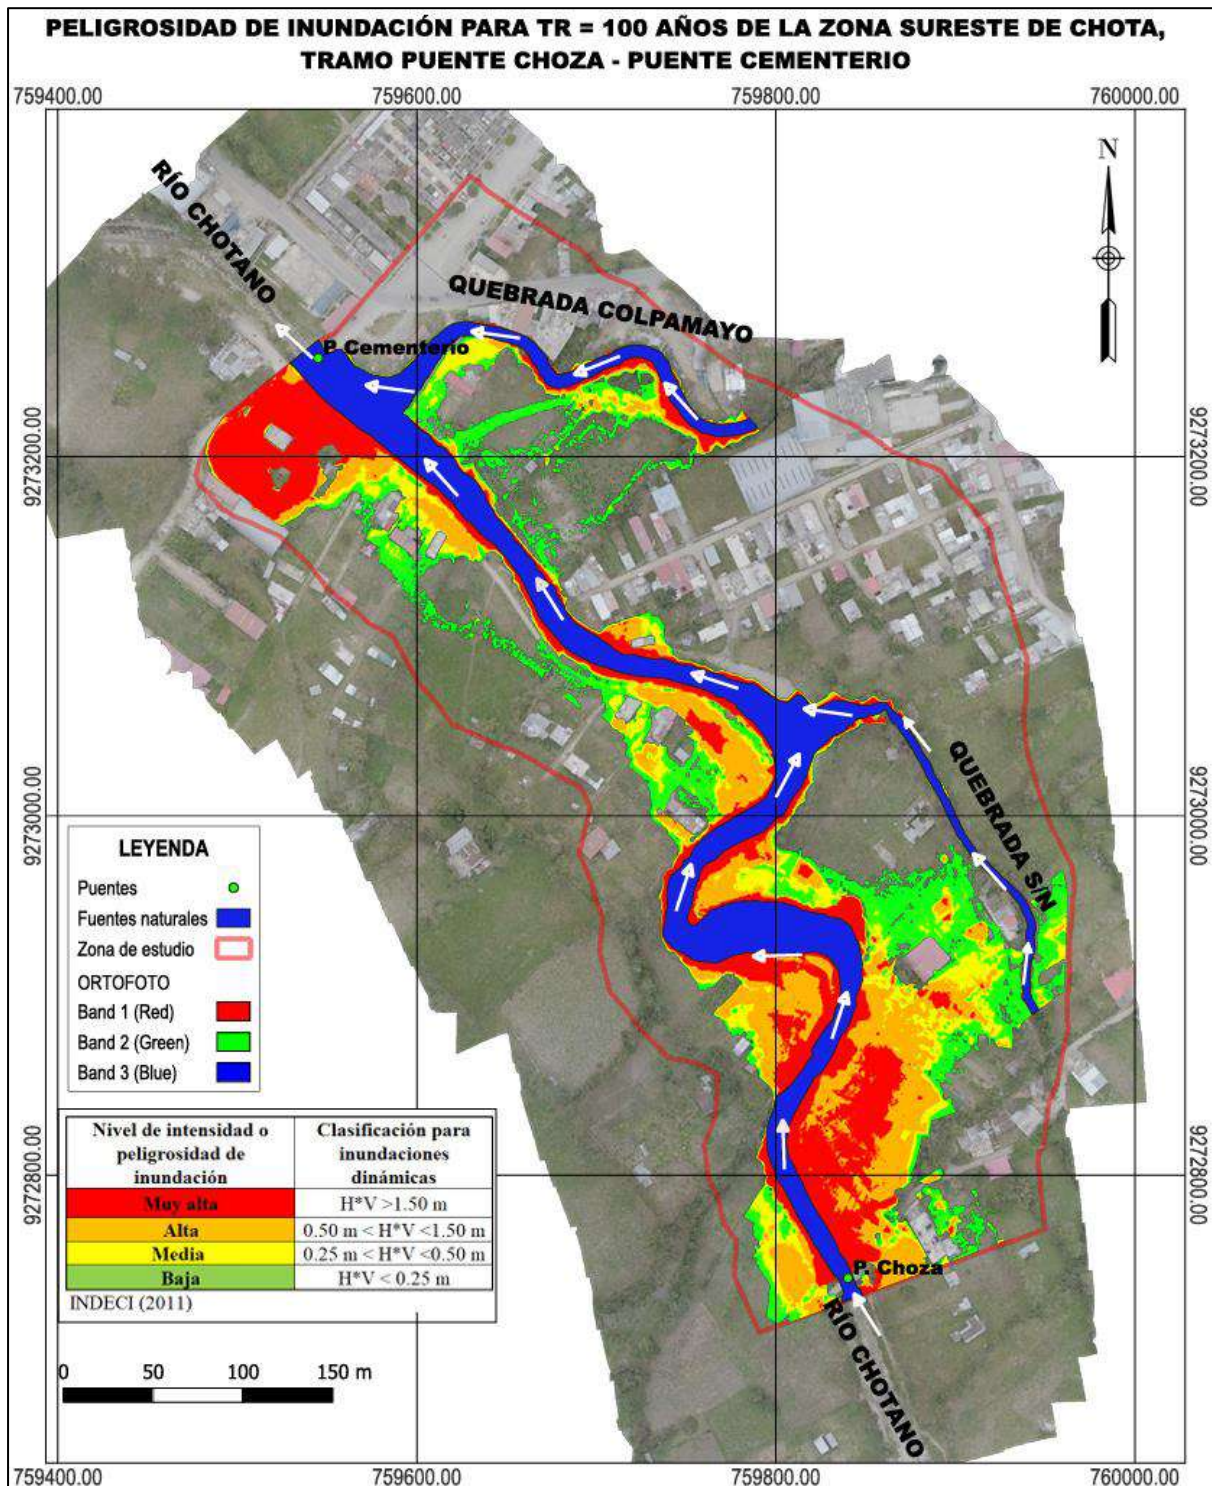 PELIGROSIDAD DE INUNDACIÓN PARA TR = 100 AÑOS DE LA ZONA SURESTE DE CHOTA,
TRAMO PUENTE CHOZA - PUENTE CEMENTERIO
759400.00
759600.00
759800.00
760000.00
N
RÍO CHOTANO
QUEBRADA COLPAMAYO
P. Cementerio
9273200.00
9273200.00
QUEBRADA S/N
9273000.00
9273000.00
LEYENDA
Puentes
Fuentes naturales
Zona de estudio
ORTOFOTO
Band 1 (Red)
Band 2 (Green)
Band 3 (Blue)
9272800.00
9272800.00
Nivel de intensidad o
peligrosidad de
inundación
Clasificación para
inundaciones
dinámicas
Muy alta
H*V >1.50 m
Alta
0.50 m < H*V <1.50 m
Media
0.25 m < H*V <0.50 m
Baja
H*V < 0.25 m
INDECI (2011)
P. Choza
RÍO CHOTANO
0 50 100 150 m
759400.00
759600.00
759800.00
760000.00